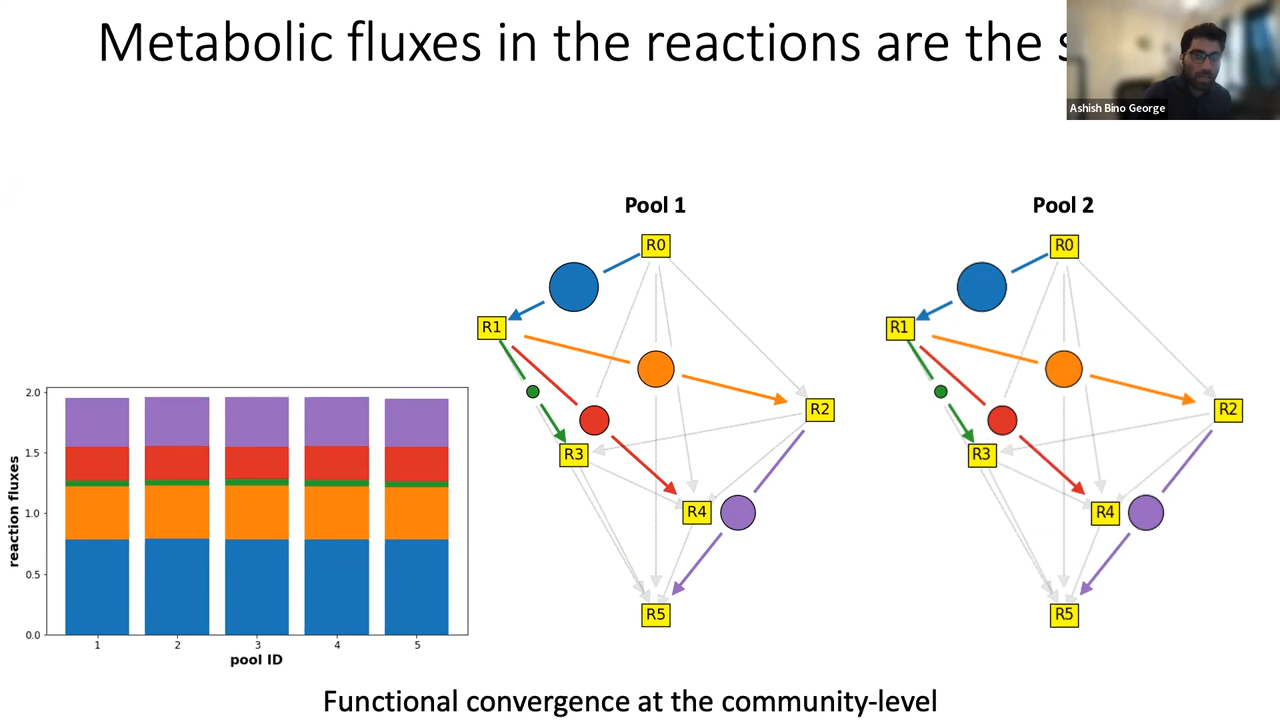 Metabolic fluxes in the reactions are the
Ashish Bino George
Pool 1
Pool 2
R0
R0
R1
R1
R2
R2
R3
R3
R4
R4
R5
R5
2.0
1.5
1.0
0.5
0.0
reaction fluxes
1 2 3 4 5
pool ID
Functional convergence at the community-level